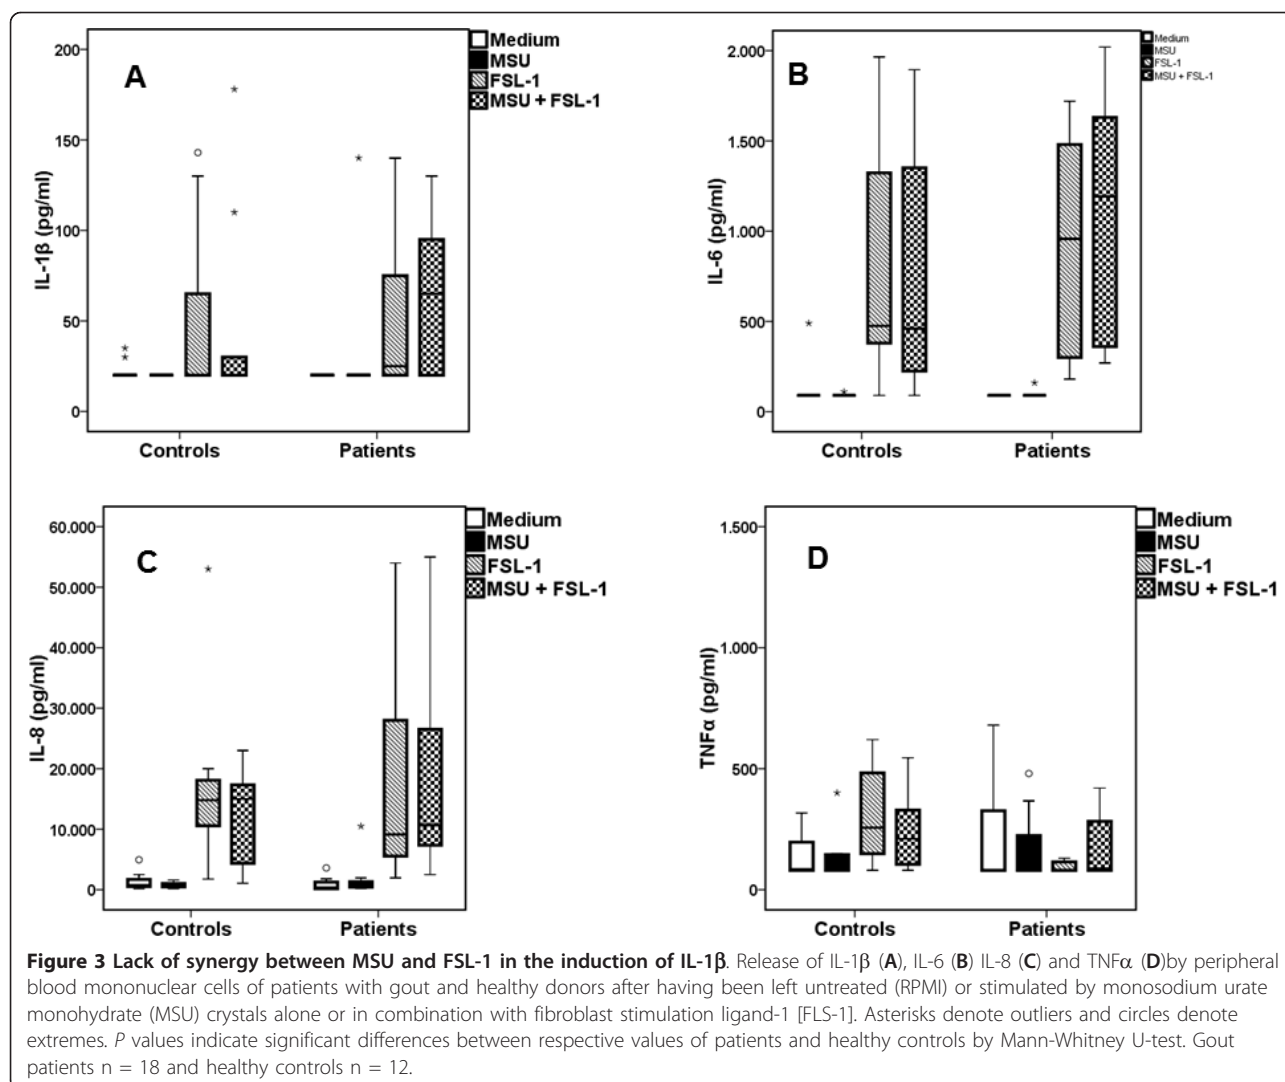 A
IL-1β (pg/ml)
200
150
100
50
0
Controls
Patients
Medium
MSU
FSL-1
MSU + FSL-1
B
IL-6 (pg/ml)
2.000
1.500
1.000
500
0
Controls
Patients
Medium
MSU
FSL-1
MSU + FSL-1
C
IL-8 (pg/ml)
60.000
50.000
40.000
30.000
20.000
10.000
0
Controls
Patients
Medium
MSU
FSL-1
MSU + FSL-1
D
TNFα (pg/ml)
1.500
1.000
500
0
Controls
Patients
Medium
MSU
FSL-1
MSU + FSL-1
Figure 3 Lack of synergy between MSU and FSL-1 in the induction of IL-1β. Release of IL-1β (A), IL-6 (B) IL-8 (C) and TNFα (D)by peripheral
blood mononuclear cells of patients with gout and healthy donors after having been left untreated (RPMI) or stimulated by monosodium urate
monohydrate (MSU) crystals alone or in combination with fibroblast stimulation ligand-1 [FLS-1]. Asterisks denote outliers and circles denote
extremes. P values indicate significant differences between respective values of patients and healthy controls by Mann-Whitney U-test. Gout
patients n = 18 and healthy controls n = 12.